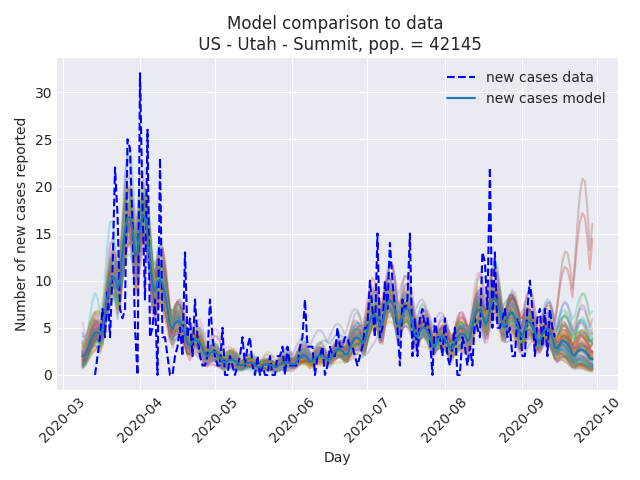 Model comparison to data
US - Utah - Summit, pop. = 42145
new cases data
new cases model
Number of new cases reported
30
25
20
15
10
5
0
2020-03
2020-04
2020-05
2020-06
2020-07
2020-08
2020-09
2020-10
Day